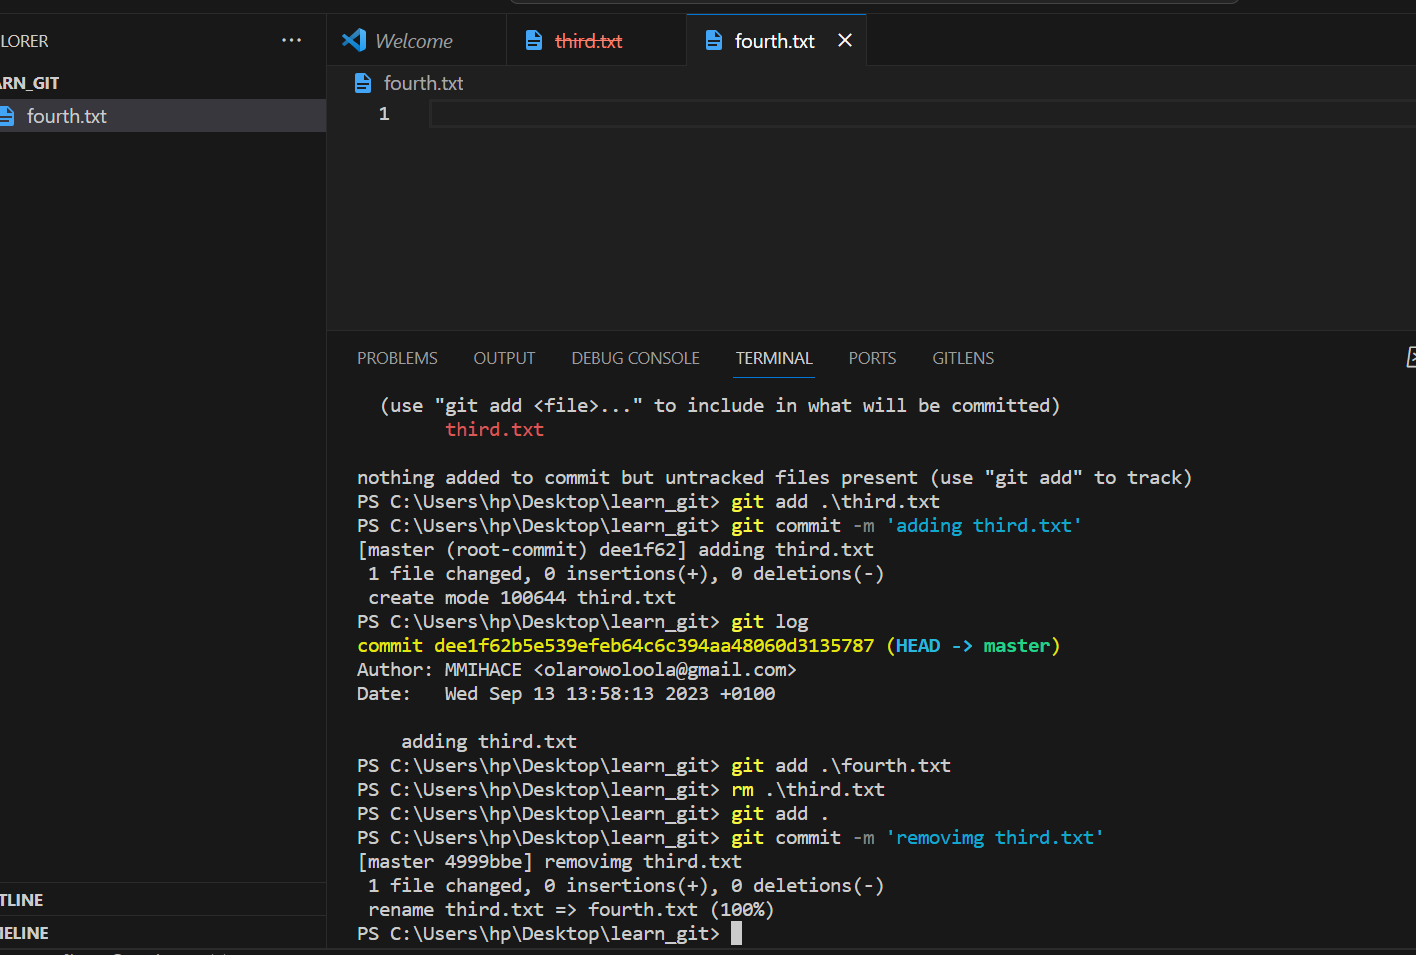 LORER
···
Welcome
third.txt
fourth.txt
ARN_GIT
fourth.txt
fourth.txt
1
PROBLEMS OUTPUT DEBUG CONSOLE TERMINAL PORTS GITLENS
(use "git add <file>..." to include in what will be committed)
third.txt
nothing added to commit but untracked files present (use "git add" to track)
PS C:\Users\hp\Desktop\learn_git> git add .\third.txt
PS C:\Users\hp\Desktop\learn_git> git commit -m 'adding third.txt'
[master (root-commit) dee1f62] adding third.txt
1 file changed, 0 insertions(+), 0 deletions(-)
create mode 100644 third.txt
PS C:\Users\hp\Desktop\learn_git> git log
commit dee1f62b5e539efeb64c6c394aa48060d3135787 (HEAD -> master)
Author: MMIHACE <olarowoloola@gmail.com>
Date:   Wed Sep 13 13:58:13 2023 +0100
adding third.txt
PS C:\Users\hp\Desktop\learn_git> git add .\fourth.txt
PS C:\Users\hp\Desktop\learn_git> rm .\third.txt
PS C:\Users\hp\Desktop\learn_git> git add .
PS C:\Users\hp\Desktop\learn_git> git commit -m 'removimg third.txt'
[master 4999bbe] removimg third.txt
1 file changed, 0 insertions(+), 0 deletions(-)
rename third.txt => fourth.txt (100%)
PS C:\Users\hp\Desktop\learn_git>
TLINE
MELINE